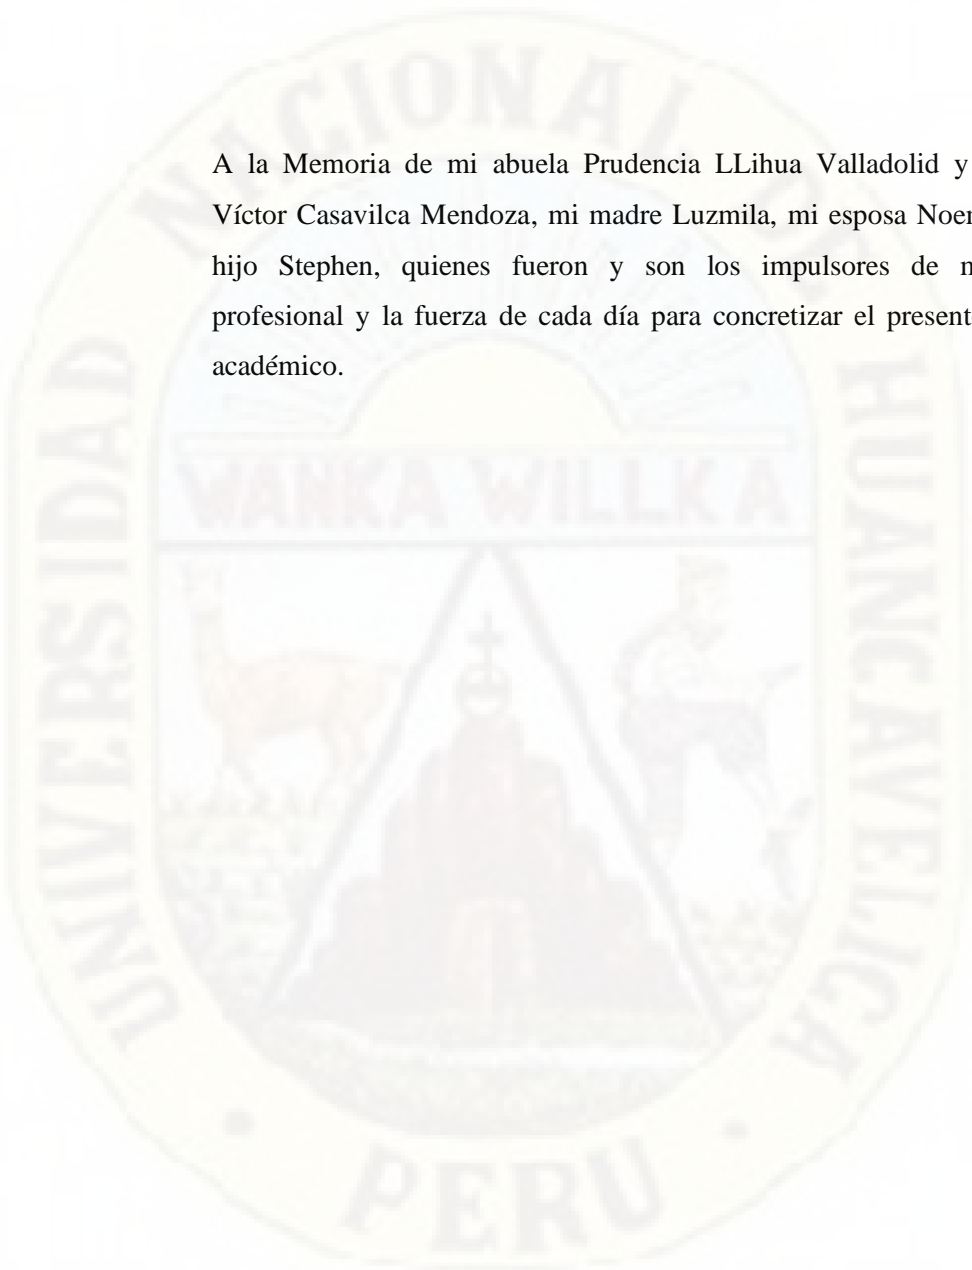 A la Memoria de mi abuela Prudencia LLihua Valladolid y
Víctor Casavilca Mendoza, mi madre Luzmila, mi esposa
hijo Stephen, quienes fueron y son los impulsores de
profesional y la fuerza de cada día para concretizar el
académico.
UNIVERSIDAD NACIONAL DE HUANCAVELICA
WANKA WILLKA
PERU